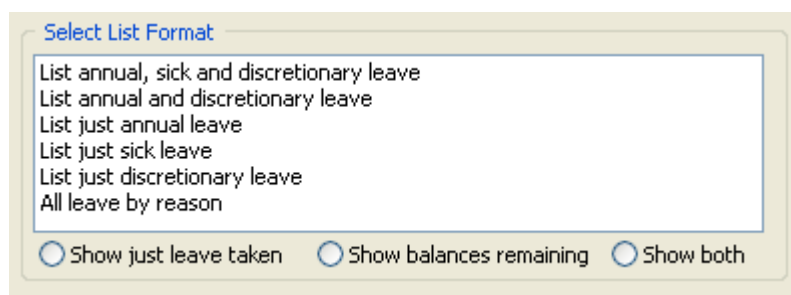 Select List Format
List annual, sick and discretionary leave
List annual and discretionary leave
List just annual leave
List just sick leave
List just discretionary leave
All leave by reason
Show just leave taken Show balances remaining Show both